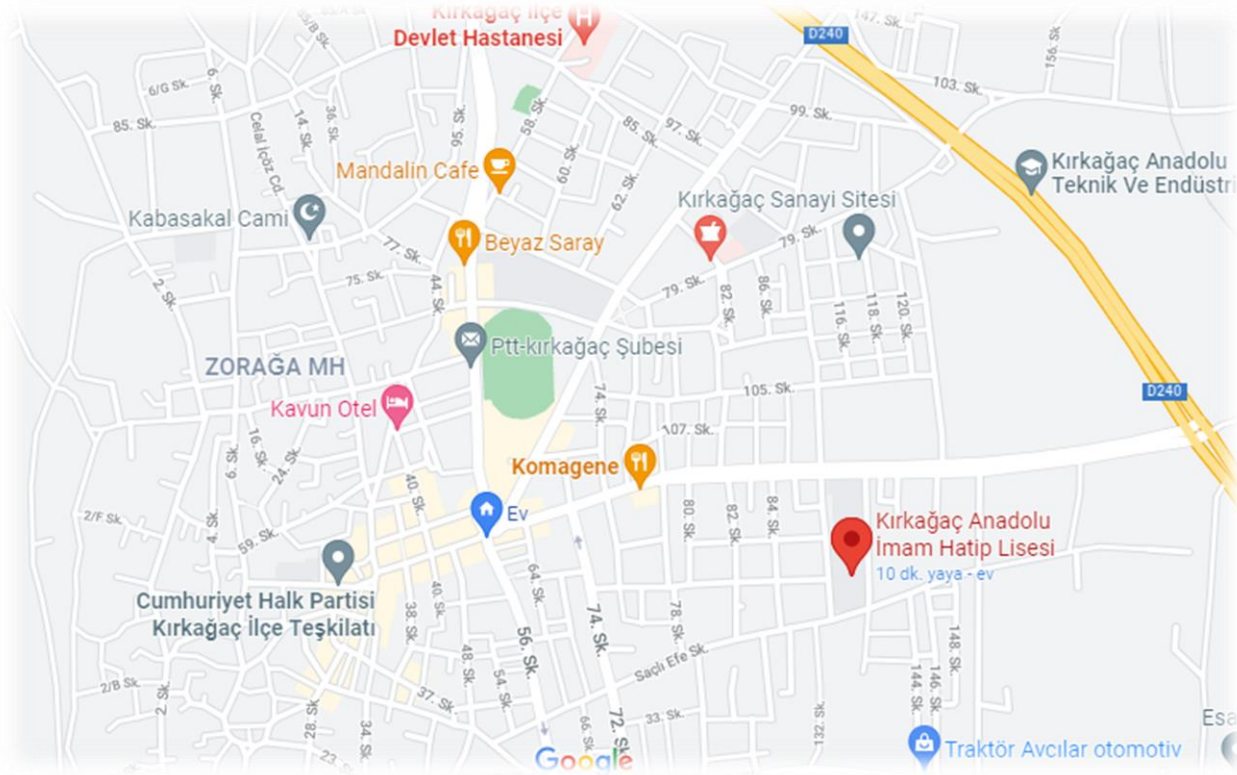 Kırkağaç İlçe
Devlet Hastanesi
D240
147. Sk.
156. Sk.
103. Sk.
6/G Sk.
6. Sk.
85. Sk.
14. Sk.
36. Sk.
Celal İçöz Cd.
95. Sk.
58. Sk.
85. Sk.
97. Sk.
99. Sk.
60. Sk.
62. Sk.
Mandalin Cafe
Kırkağaç Anadolu
Teknik Ve Endüstri
Kabasakal Cami
Kırkağaç Sanayi Sitesi
77. Sk.
Beyaz Saray
79. Sk.
2. Sk.
75. Sk.
44. Sk.
79. Sk.
82. Sk.
86. Sk.
116. Sk.
118. Sk.
120. Sk.
Ptt-kırkağaç Şubesi
ZORAĞA MH
105. Sk.
D240
Kavun Otel
74. Sk.
107. Sk.
6. Sk.
16. Sk.
24. Sk.
40. Sk.
Komagene
Ev
80. Sk.
82. Sk.
84. Sk.
2/F Sk.
4. Sk.
59. Sk.
Kırkağaç Anadolu
İmam Hatip Lisesi
10 dk. yaya - ev
Cumhuriyet Halk Partisi
Kırkağaç İlçe Teşkilatı
40. Sk.
38. Sk.
64. Sk.
74. Sk.
78. Sk.
56. Sk.
48. Sk.
54. Sk.
Saçlı Efe Sk.
148. Sk.
146. Sk.
144. Sk.
2/B Sk.
2. Sk.
37. Sk.
28. Sk.
34. Sk.
66. Sk.
72. Sk.
33. Sk.
132. Sk.
Esa
Google
Traktör Avcılar otomotiv